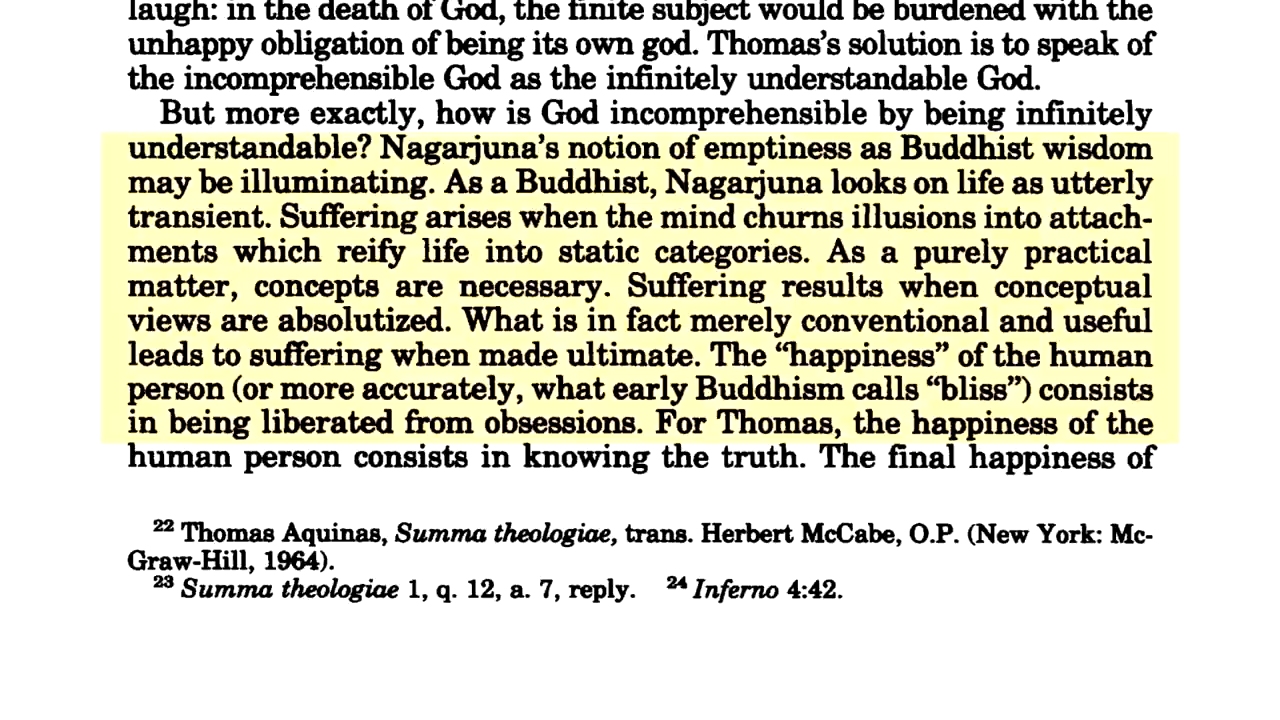 laugh: in the death of God, the finite subject would be burdened with the
unhappy obligation of being its own god. Thomas's solution is to speak of
the incomprehensible God as the infinitely understandable God.
But more exactly, how is God incomprehensible by being infinitely
understandable? Nagarjuna's notion of emptiness as Buddhist wisdom
may be illuminating. As a Buddhist, Nagarjuna looks on life as utterly
transient. Suffering arises when the mind churns illusions into attach-
ments which reify life into static categories. As a purely practical
matter, concepts are necessary. Suffering results when conceptual
views are absolutized. What is in fact merely conventional and useful
leads to suffering when made ultimate. The “happiness” of the human
person (or more accurately, what early Buddhism calls “bliss”) consists
in being liberated from obsessions. For Thomas, the happiness of the
human person consists in knowing the truth. The final happiness of
22 Thomas Aquinas, Summa theologiae, trans. Herbert McCabe, O.P. (New York: Mc-
Graw-Hill, 1964).
23 Summa theologiae 1, q. 12, a. 7, reply. 24 Inferno 4:42.